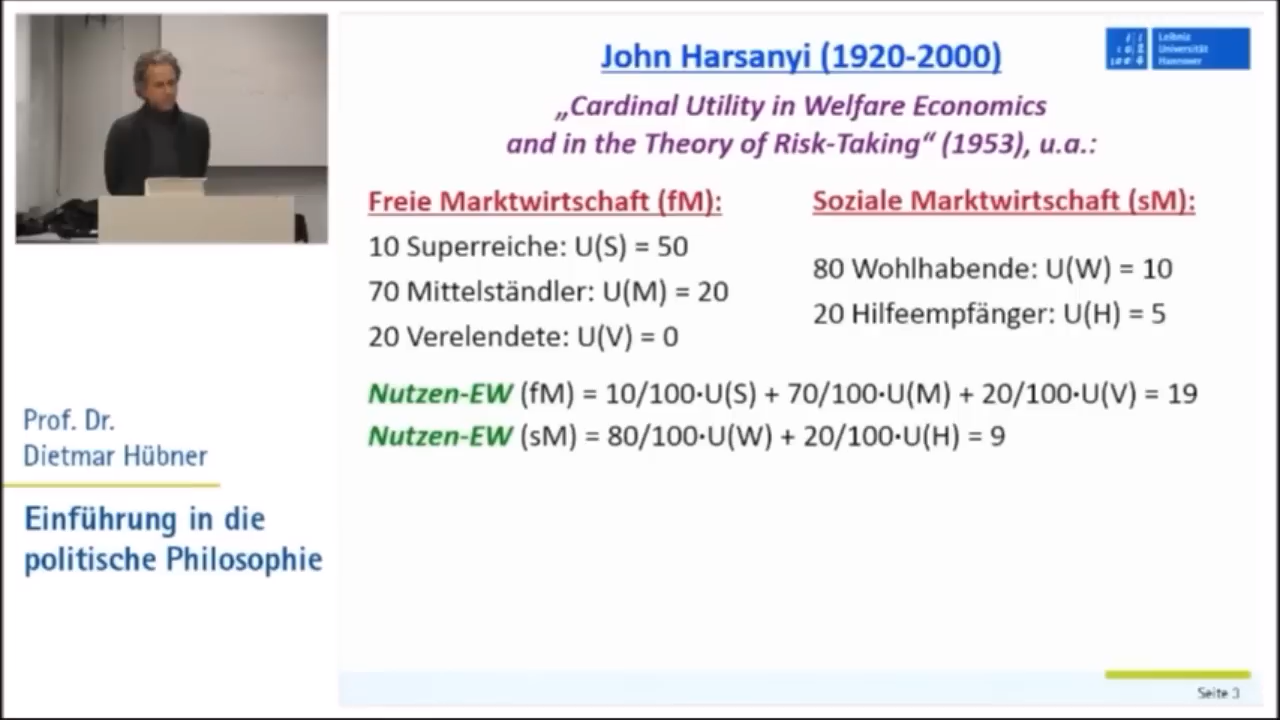 John Harsanyi (1920-2000)
„Cardinal Utility in Welfare Economics
and in the Theory of Risk-Taking“ (1953), u.a.:
Leibniz
Universität
Hannover
Freie Marktwirtschaft (fM):
10 Superreiche: U(S) = 50
70 Mittelständler: U(M) = 20
20 Verelendete: U(V) = 0
Soziale Marktwirtschaft (sM):
80 Wohlhabende: U(W) = 10
20 Hilfeempfänger: U(H) = 5
Nutzen-EW (fM) = 10/100·U(S) + 70/100·U(M) + 20/100·U(V) = 19
Nutzen-EW (sM) = 80/100·U(W) + 20/100·U(H) = 9
Prof. Dr.
Dietmar Hübner
Einführung in die
politische Philosophie
Seite 3